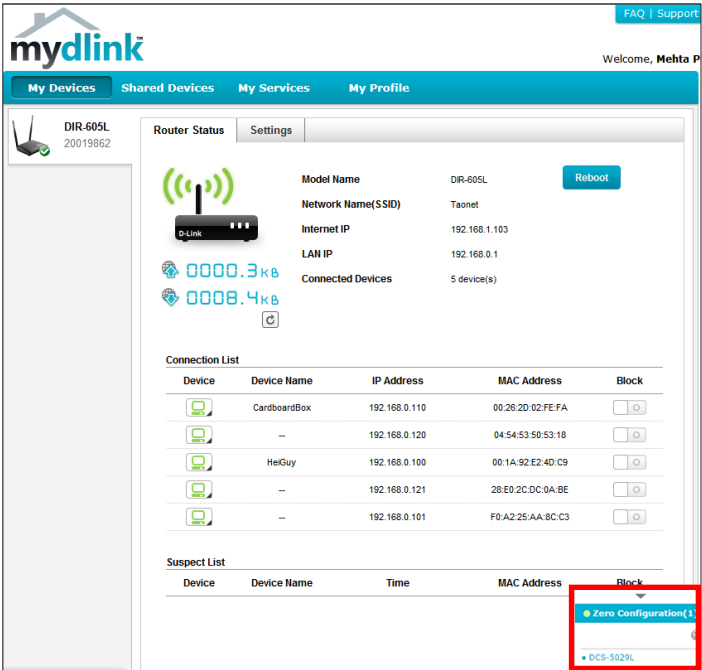 FAQ | Support
mydlink
Welcome, Mehta P
My Devices Shared Devices My Services My Profile
DIR-605L
20019862
Router Status Settings
Model Name DIR-605L Reboot
Network Name(SSID) Taonet
Internet IP 192.168.1.103
LAN IP 192.168.0.1
Connected Devices 5 device(s)
D-Link
0000.3KB
0008.4KB
Connection List
Device Device Name IP Address MAC Address Block
CardboardBox 192.168.0.110 00:26:2D:02:FE:FA
-- 192.168.0.120 04:54:53:50:53:18
HeiGuy 192.168.0.100 00:1A:92:E2:4D:C9
-- 192.168.0.121 28:E0:2C:DC:0A:BE
-- 192.168.0.101 F0:A2:25:AA:8C:C3
Suspect List
Device Device Name Time MAC Address Block
Zero Configuration(1)
DCS-5029L